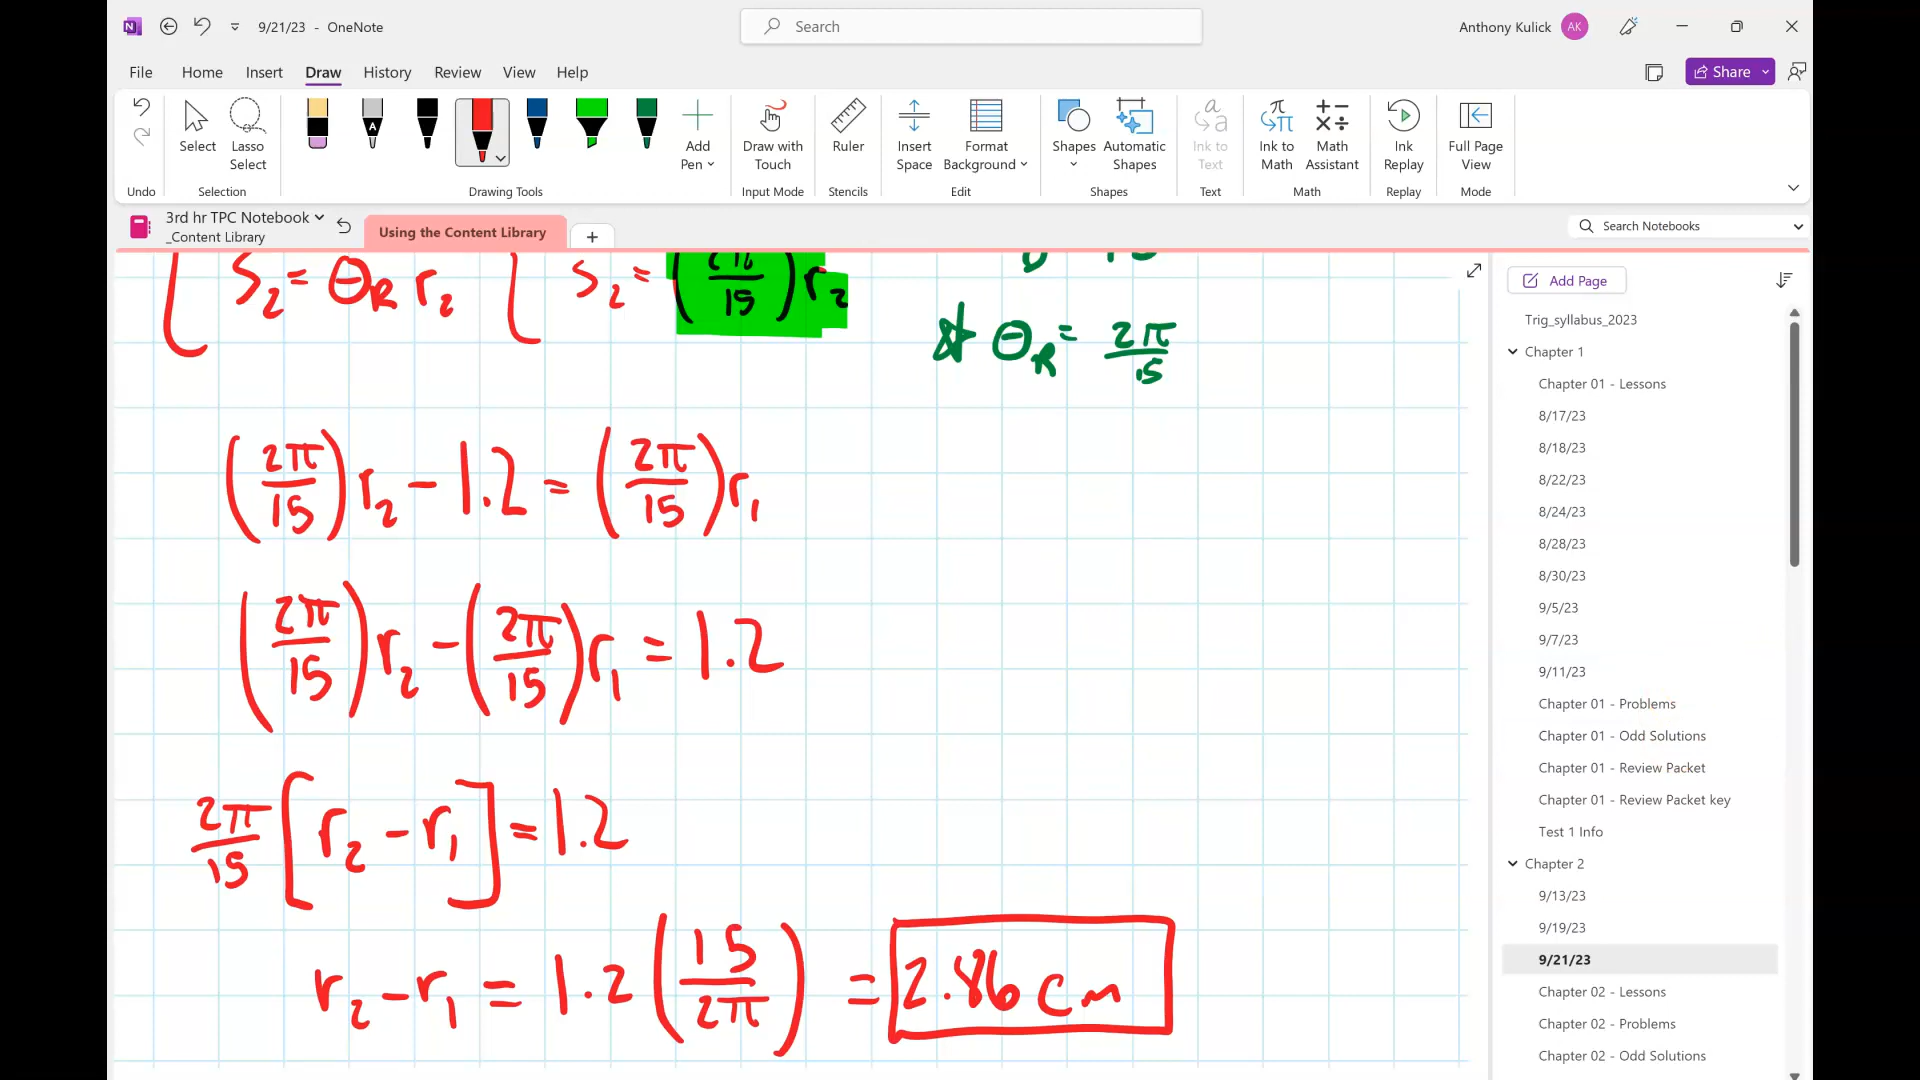 9/21/23 - OneNote
Search
Anthony Kulick AK
File Home Insert Draw History Review View Help
Share
Select
Lasso Select
A
Add Pen
Draw with Touch
Ruler
Insert Space
Format Background
Shapes
Automatic Shapes
Ink to Text
Ink to Math
Math Assistant
Ink Replay
Full Page View
Undo Selection Drawing Tools Input Mode Stencils Edit Shapes Text Math Replay Mode
3rd hr TPC Notebook
_Content Library
Using the Content Library
Search Notebooks
Add Page
Trig_syllabus_2023
Chapter 1
Chapter 01 - Lessons
8/17/23
8/18/23
8/22/23
8/24/23
8/28/23
8/30/23
9/5/23
9/7/23
9/11/23
Chapter 01 - Problems
Chapter 01 - Odd Solutions
Chapter 01 - Review Packet
Chapter 01 - Review Packet key
Test 1 Info
Chapter 2
9/13/23
9/19/23
9/21/23
Chapter 02 - Lessons
Chapter 02 - Problems
Chapter 02 - Odd Solutions
S₂ = θ_R r₂
S₂ = (2π/15) r₂
θ_R = 2π/15
(2π/15) r₂ - 1.2 = (2π/15) r₁
(2π/15) r₂ - (2π/15) r₁ = 1.2
2π/15 [r₂ - r₁] = 1.2
r₂ - r₁ = 1.2 (15/2π) = 2.86 cm